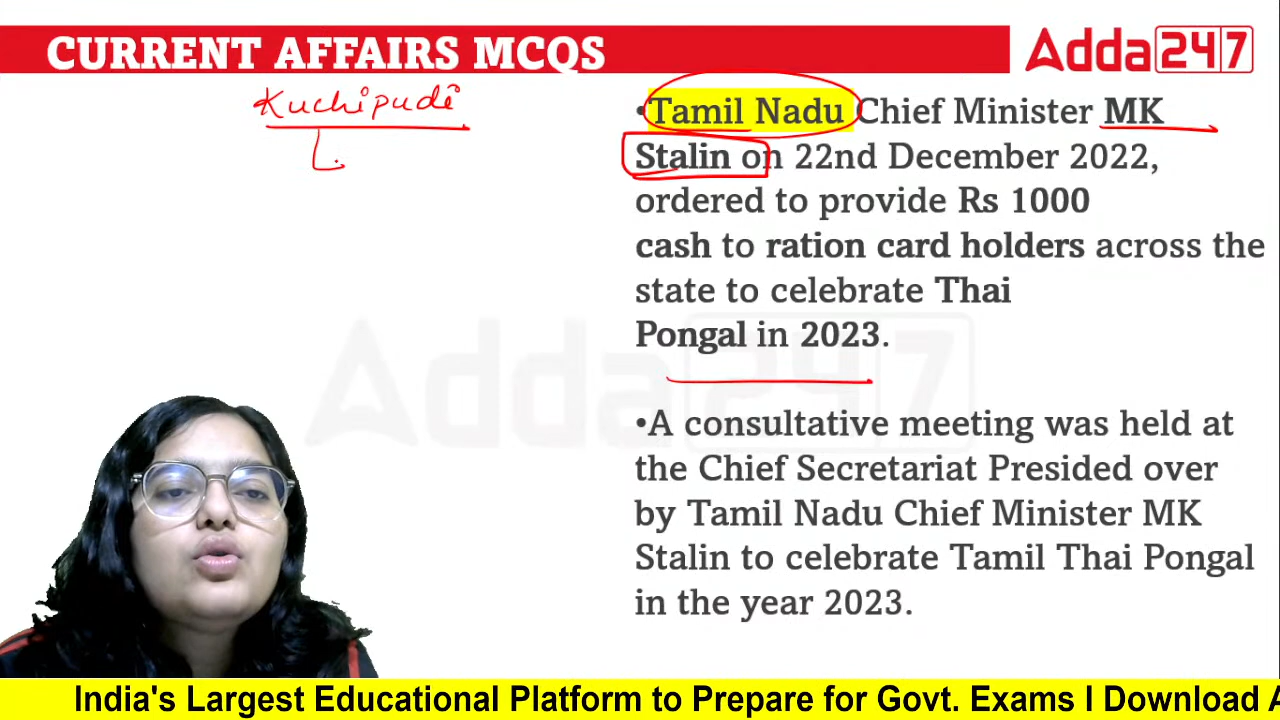 CURRENT AFFAIRS MCQS
Adda247
Kuchipudi
•Tamil Nadu Chief Minister MK
Stalin on 22nd December 2022,
ordered to provide Rs 1000
cash to ration card holders across the
state to celebrate Thai
Pongal in 2023.
Adda247
•A consultative meeting was held at
the Chief Secretariat Presided over
by Tamil Nadu Chief Minister MK
Stalin to celebrate Tamil Thai Pongal
in the year 2023.
India's Largest Educational Platform to Prepare for Govt. Exams I Download A